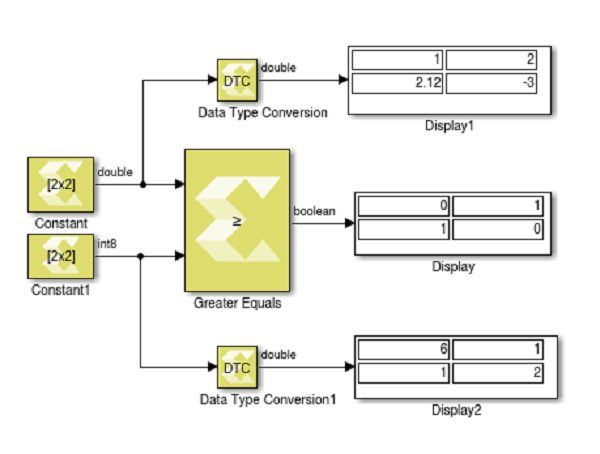 DTC
double
1 2
2.12 -3
Data Type Conversion
Display1
[2x2]
double
Constant
≥
boolean
0 1
1 0
[2x2]
int8
Constant1
Greater Equals
Display
DTC
double
6 1
1 2
Data Type Conversion1
Display2